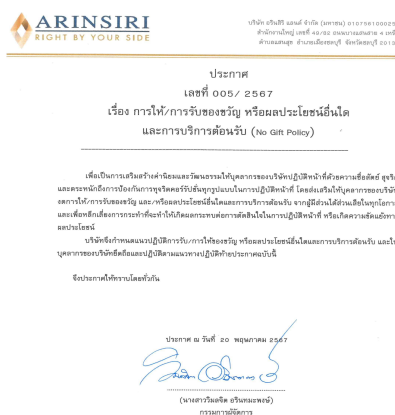 ARINSIRI
RIGHT BY YOUR SIDE
บริษัท อรินสิริ แลนด์ จำกัด (มหาชน) 010756100025
สำนักงานใหญ่ เลขที่ 49/82 ถนนบางแสนสาย 4
ตำบลแสนสุข อำเภอเมืองชลบุรี จังหวัดชลบุรี 2013
ประกาศ
เลขที่ 005/ 2567
เรื่อง การให้/การรับของขวัญ หรือผลประโยชน์อื่นใด
และการบริการต้อนรับ (No Gift Policy)
เพื่อเป็นการเสริมสร้างค่านิยมและวัฒนธรรมให้บุคลากรของบริษัทปฏิบัติหน้าที่ด้วยความซื่อสัตย์ สุจริต
และตระหนักถึงการป้องกันการทุจริตคอร์รัปชั่นทุกรูปแบบในการปฏิบัติหน้าที่ โดยส่งเสริมให้บุคลากรของบริษัท
งดการให้/การรับของขวัญ และ/หรือผลประโยชน์อื่นใดและการบริการต้อนรับ จากผู้มีส่วนได้ส่วนเสียในทุกโอกาส
และเพื่อหลีกเลี่ยงการกระทำที่จะทำให้เกิดผลกระทบต่อการตัดสินใจในการปฏิบัติหน้าที่ หรือเกิดความขัดแย้งทาง
ผลประโยชน์
บริษัทจึงกำหนดแนวปฏิบัติการรับ/การให้ของขวัญ หรือผลประโยชน์อื่นใดและการบริการต้อนรับ และให้
บุคลากรของบริษัทยึดถือและปฏิบัติตามแนวทางปฏิบัติท้ายประกาศฉบับนี้
จึงประกาศให้ทราบโดยทั่วกัน
ประกาศ ณ วันที่ 20 พฤษภาคม 2567
(นางสาววิมลจิต อรินทมะพงษ์)
กรรมการผู้จัดการ